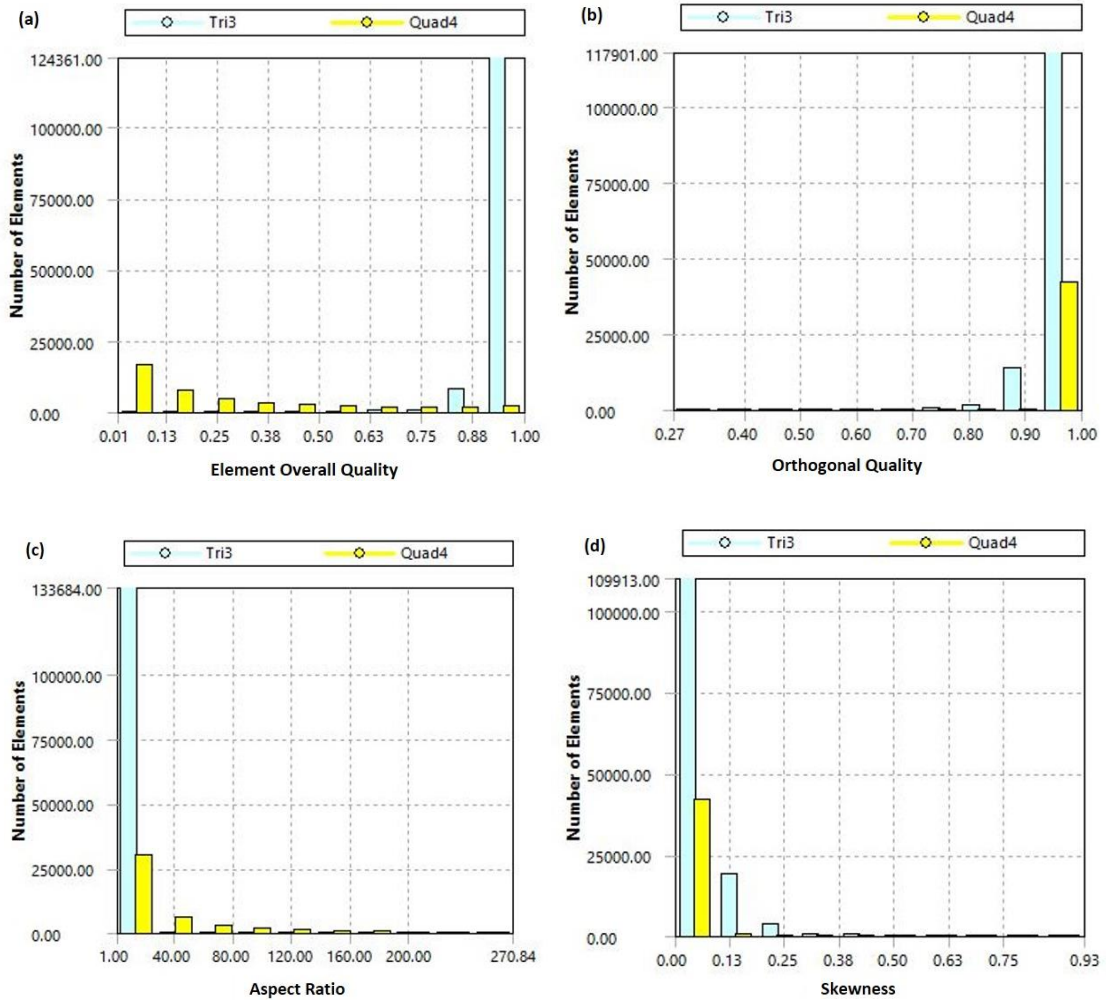 (a)
Tri3 Quad4
124361.00
100000.00
75000.00
50000.00
25000.00
0.00
Number of Elements
0.01 0.13 0.25 0.38 0.50 0.63 0.75 0.88 1.00
Element Overall Quality
(b)
Tri3 Quad4
117901.00
100000.00
75000.00
50000.00
25000.00
0.00
Number of Elements
0.27 0.40 0.50 0.60 0.70 0.80 0.90 1.00
Orthogonal Quality
(c)
Tri3 Quad4
133684.00
100000.00
75000.00
50000.00
25000.00
0.00
Number of Elements
1.00 40.00 80.00 120.00 160.00 200.00 270.84
Aspect Ratio
(d)
Tri3 Quad4
109913.00
100000.00
75000.00
50000.00
25000.00
0.00
Number of Elements
0.00 0.13 0.25 0.38 0.50 0.63 0.75 0.93
Skewness